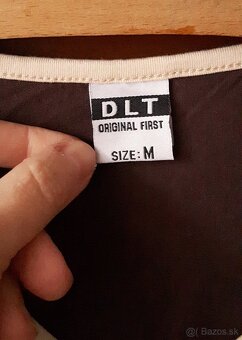 DLT
ORIGINAL FIRST
SIZE: M
Bazos.sk